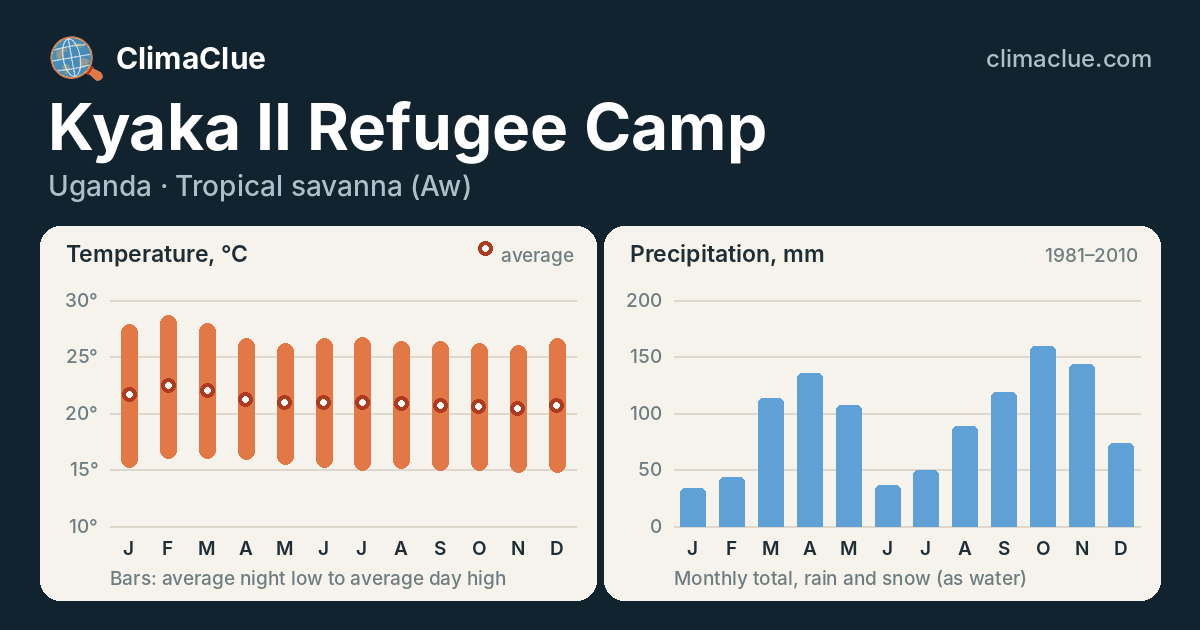 ClimaClue
climaclue.com
Kyaka II Refugee Camp
Uganda · Tropical savanna (Aw)
Temperature, °C
average
30°
25°
20°
15°
10°
J F M A M J J A S O N D
Bars: average night low to average day high
Precipitation, mm
1981–2010
200
150
100
50
0
J F M A M J J A S O N D
Monthly total, rain and snow (as water)